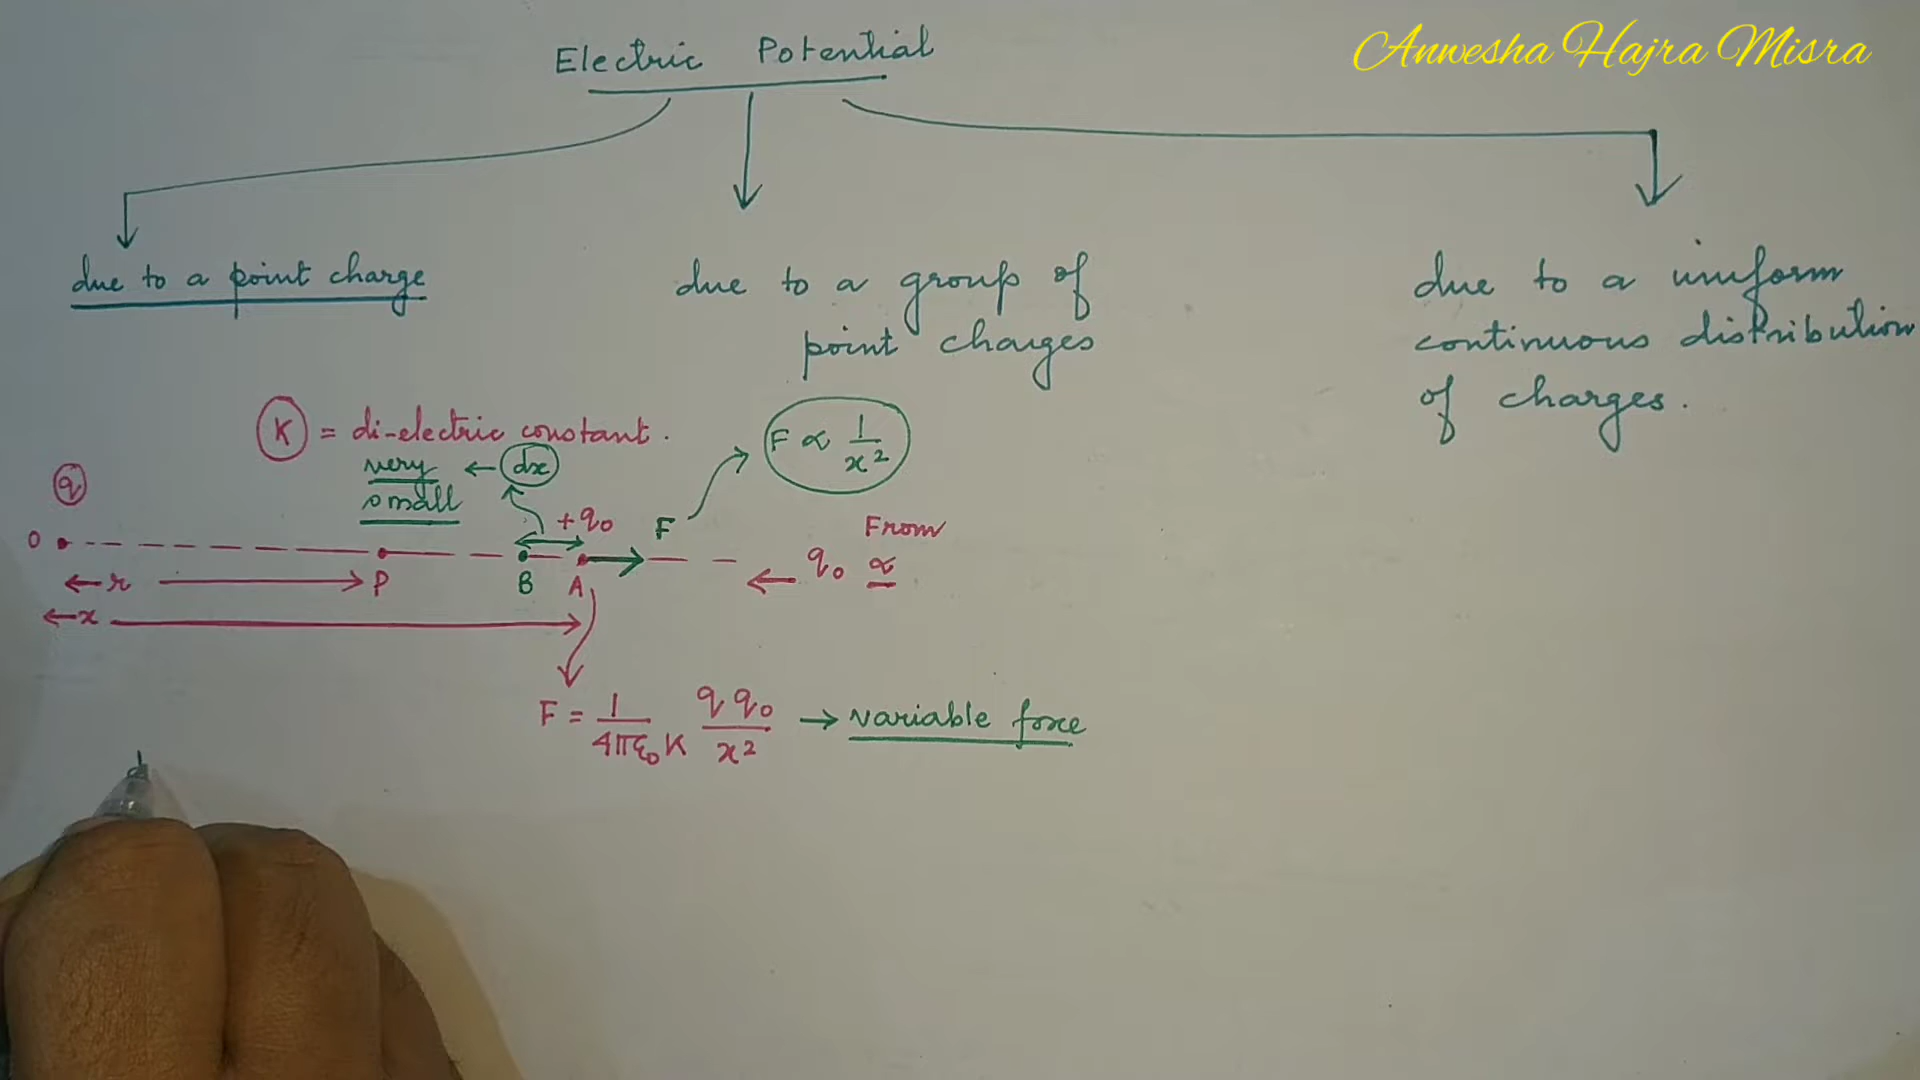 Anwesha Hajra Misra
Electric Potential
due to a point charge
due to a group of
point charges
due to a uniform
continuous distribution
of charges.
K = di-electric constant.
F ∝ 1/x²
very ← dx
small
q
+q₀
F
From
O
← r → P
B
A
← q₀ ∝
← x →
F = 1/4πε₀K qq₀/x² → variable force